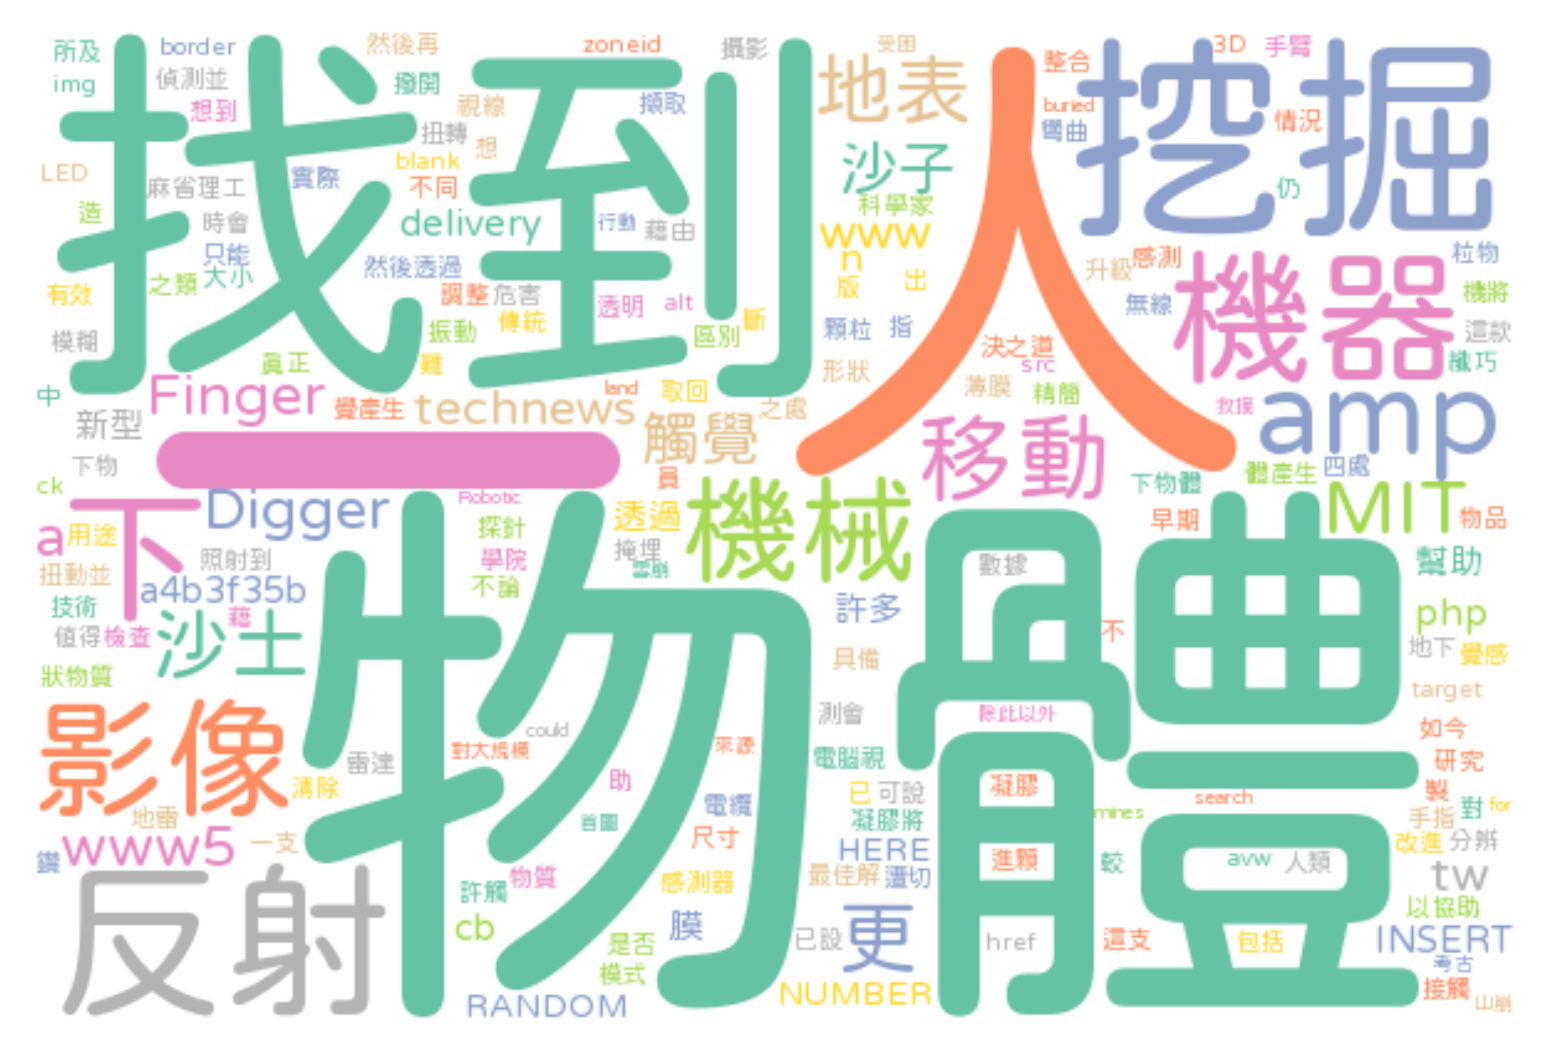 找到
人
挖掘
物體
一
下
機器
amp
移動
機械
影像
反射
地表
沙子
觸覺
沙士
MIT
更
Finger
Digger
technews
delivery
www
www5
a
a4b3f35b
php
tw
INSERT
NUMBER
RANDOM
HERE
cb
n
透過
新型
許多
幫助
膜
所及
border
然後再
zoneid
攝影
受困
3D
手臂
整合
img
偵測並
撥開
想到
視線
擷取
buried
彎曲
情況
扭轉
想
blank
LED
麻省理工
實際
不同
仍
造
時會
行動
藉由
科學家
只能
大小
之類
然後透過
有效
調整
危害
透明
alt
版
出
升級
感測
粒物
無線
機將
這款
模糊
振動
傳統
區別
斷
顆粒
指
決之道
src
真正
難
形狀
薄膜
精簡
纖巧
中
land
取回
之處
覺產生
救援
下物
員
體產生
四處
下物體
ck
Robotic
早期
物品
用途
探針
掩埋
照射到
學院
雪崩
扭動並
不論
數據
技術
藉
值得
檢查
不
地下
覺感
狀物質
具備
target
測會
除此以外
如今
could
對大規模
來源
雷達
電腦視
研究
清除
助
凝膠
已
可說
search
製
地雷
電纜
首圖
凝膠將
mines
手指
對
for
一支
尺寸
改進
分辨
鑽
進顆
較
avw
人類
物質
最佳解
許觸
感測器
以協助
是否
已設
href
這支
包括
模式
考古
接觸
山崩